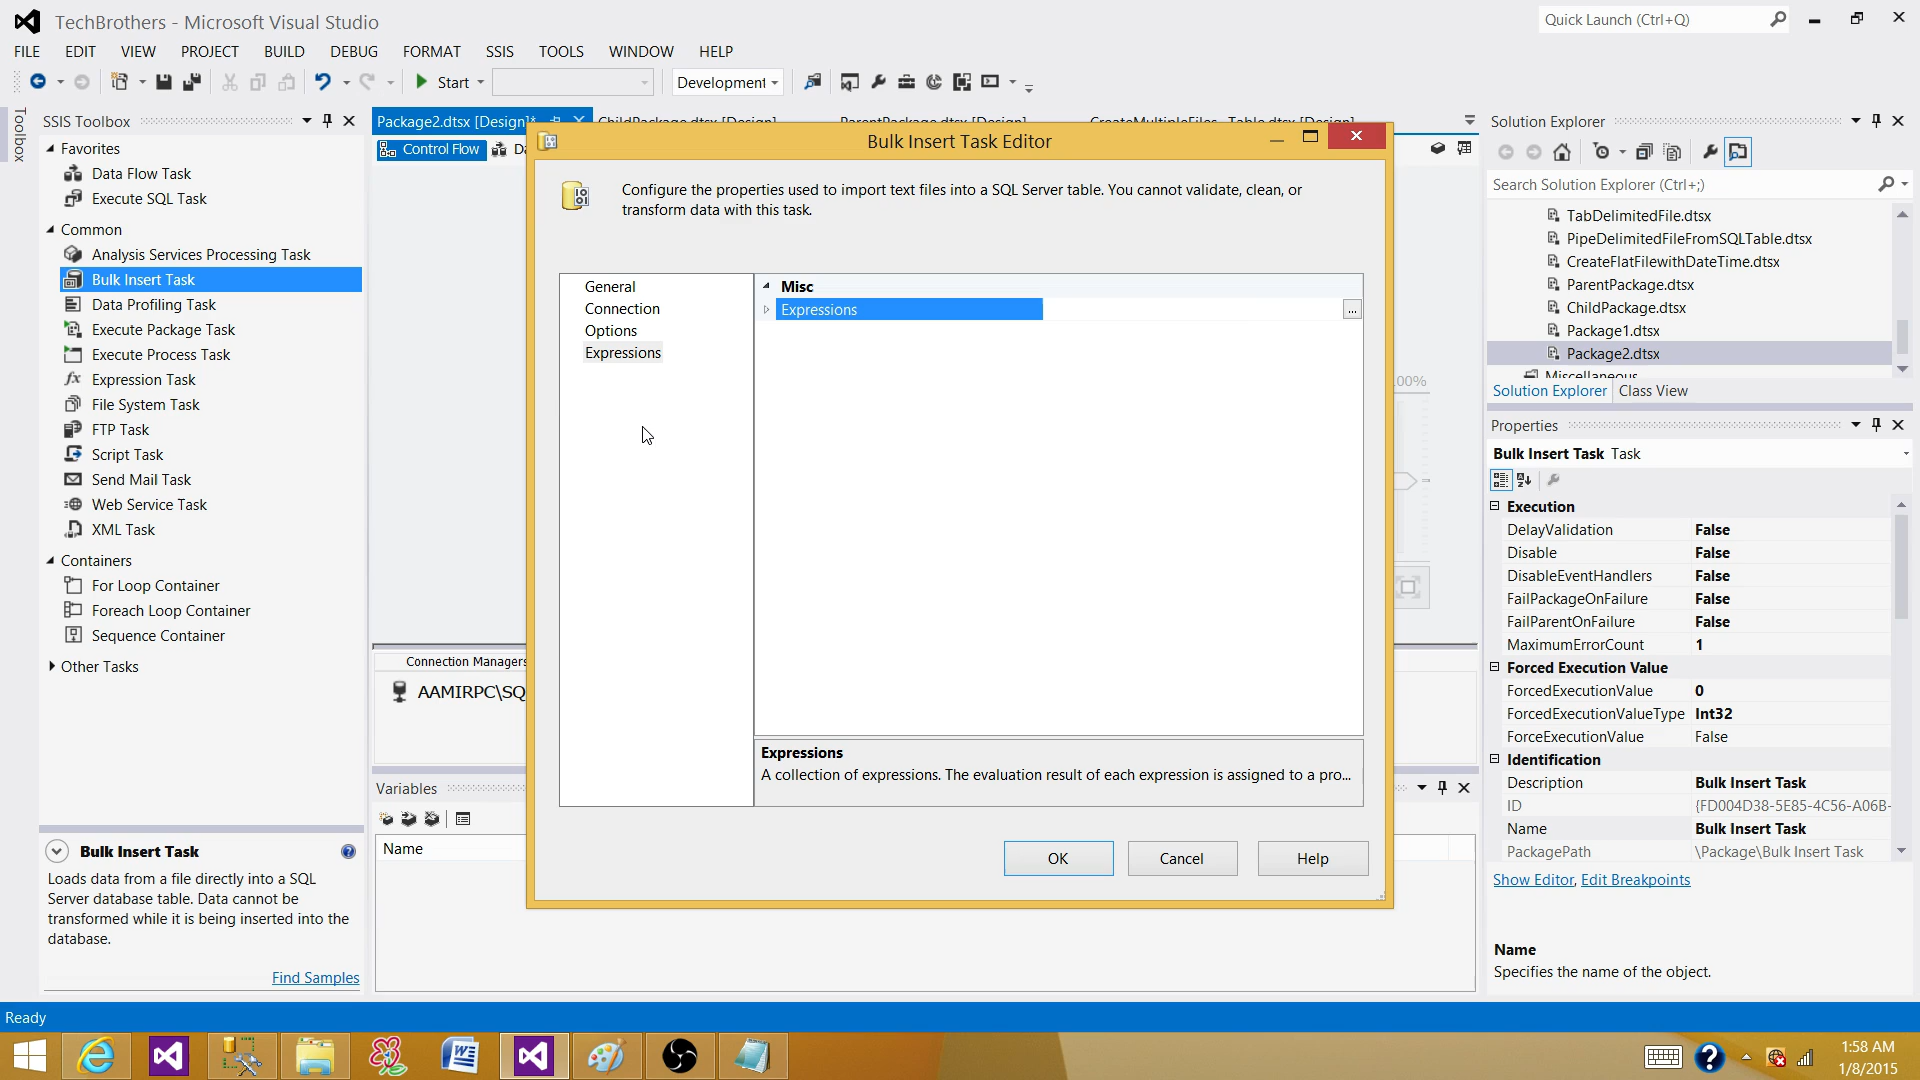 TechBrothers - Microsoft Visual Studio
Quick Launch (Ctrl+Q)
FILE EDIT VIEW PROJECT BUILD DEBUG FORMAT SSIS TOOLS WINDOW HELP
Start
Development
Toolbox
SSIS Toolbox
Favorites
Data Flow Task
Execute SQL Task
Common
Analysis Services Processing Task
Bulk Insert Task
Data Profiling Task
Execute Package Task
Execute Process Task
Expression Task
File System Task
FTP Task
Script Task
Send Mail Task
Web Service Task
XML Task
Containers
For Loop Container
Foreach Loop Container
Sequence Container
Other Tasks
Bulk Insert Task
Loads data from a file directly into a SQL
Server database table. Data cannot be
transformed while it is being inserted into the
database.
Find Samples
Package2.dtsx [Design]*
Control Flow
Connection Managers
AAMIRPC\SQ
Variables
Name
Bulk Insert Task Editor
Configure the properties used to import text files into a SQL Server table. You cannot validate, clean, or
transform data with this task.
General
Connection
Options
Expressions
Misc
Expressions
...
Expressions
A collection of expressions. The evaluation result of each expression is assigned to a pro...
OK Cancel Help
Solution Explorer
Search Solution Explorer (Ctrl+;)
TabDelimitedFile.dtsx
PipeDelimitedFileFromSQLTable.dtsx
CreateFlatFilewithDateTime.dtsx
ParentPackage.dtsx
ChildPackage.dtsx
Package1.dtsx
Package2.dtsx
Miscellaneous
Solution Explorer Class View
Properties
Bulk Insert Task Task
Execution
DelayValidation False
Disable False
DisableEventHandlers False
FailPackageOnFailure False
FailParentOnFailure False
MaximumErrorCount 1
Forced Execution Value
ForcedExecutionValue 0
ForcedExecutionValueType Int32
ForceExecutionValue False
Identification
Description Bulk Insert Task
ID {FD004D38-5E85-4C56-A06B-
Name Bulk Insert Task
PackagePath \Package\Bulk Insert Task
Show Editor, Edit Breakpoints
Name
Specifies the name of the object.
Ready
1:58 AM
1/8/2015